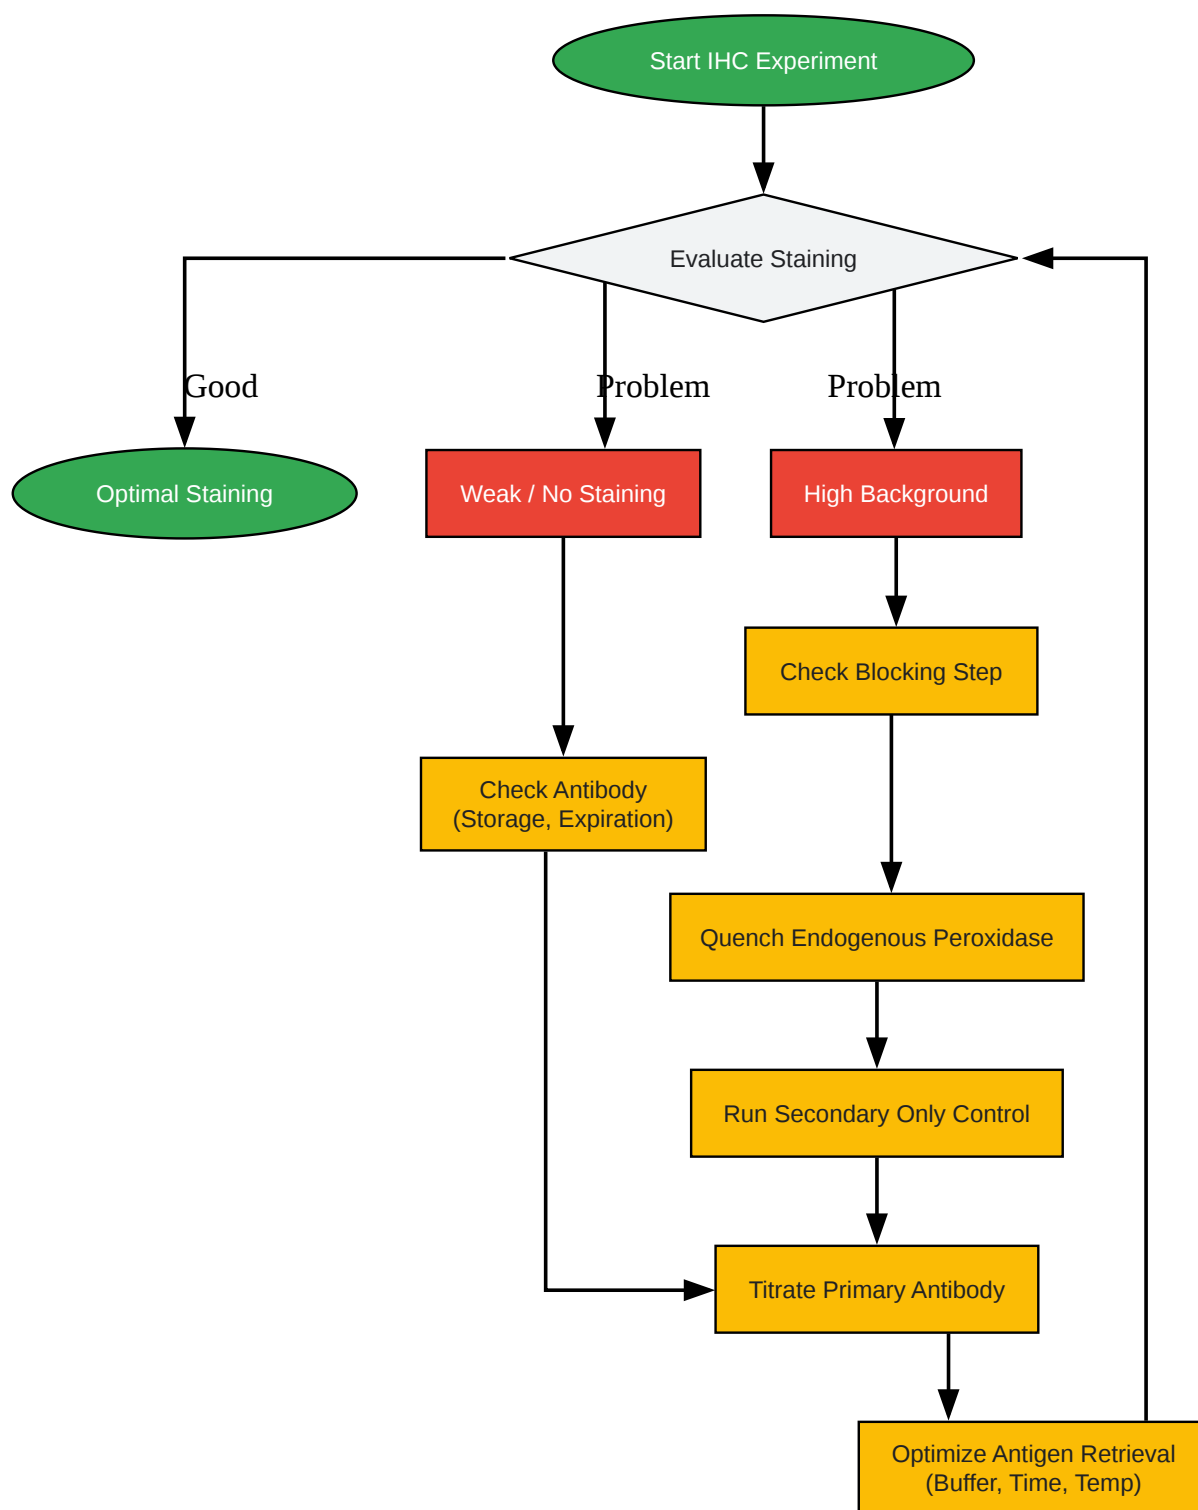 Start IHC Experiment
Evaluate Staining
Good
Problem
Problem
Optimal Staining
Weak / No Staining
High Background
Check Blocking Step
Check Antibody
(Storage, Expiration)
Quench Endogenous Peroxidase
Run Secondary Only Control
Titrate Primary Antibody
Optimize Antigen Retrieval
(Buffer, Time, Temp)